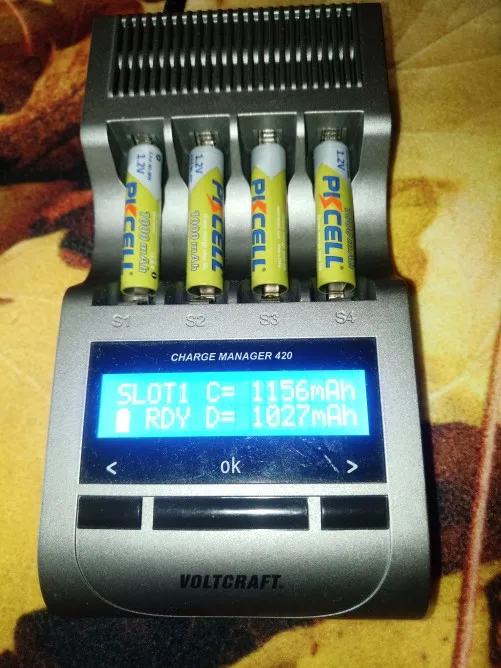 1.2V PKCELL 1000 mAh
1.2V PKCELL 1000 mAh
PKCELL
1.2V PKCELL
S1 S2 S3 S4
CHARGE MANAGER 420
SLOT1 C= 1156mAh
RDY D= 1027mAh
< ok >
VOLTCRAFT.